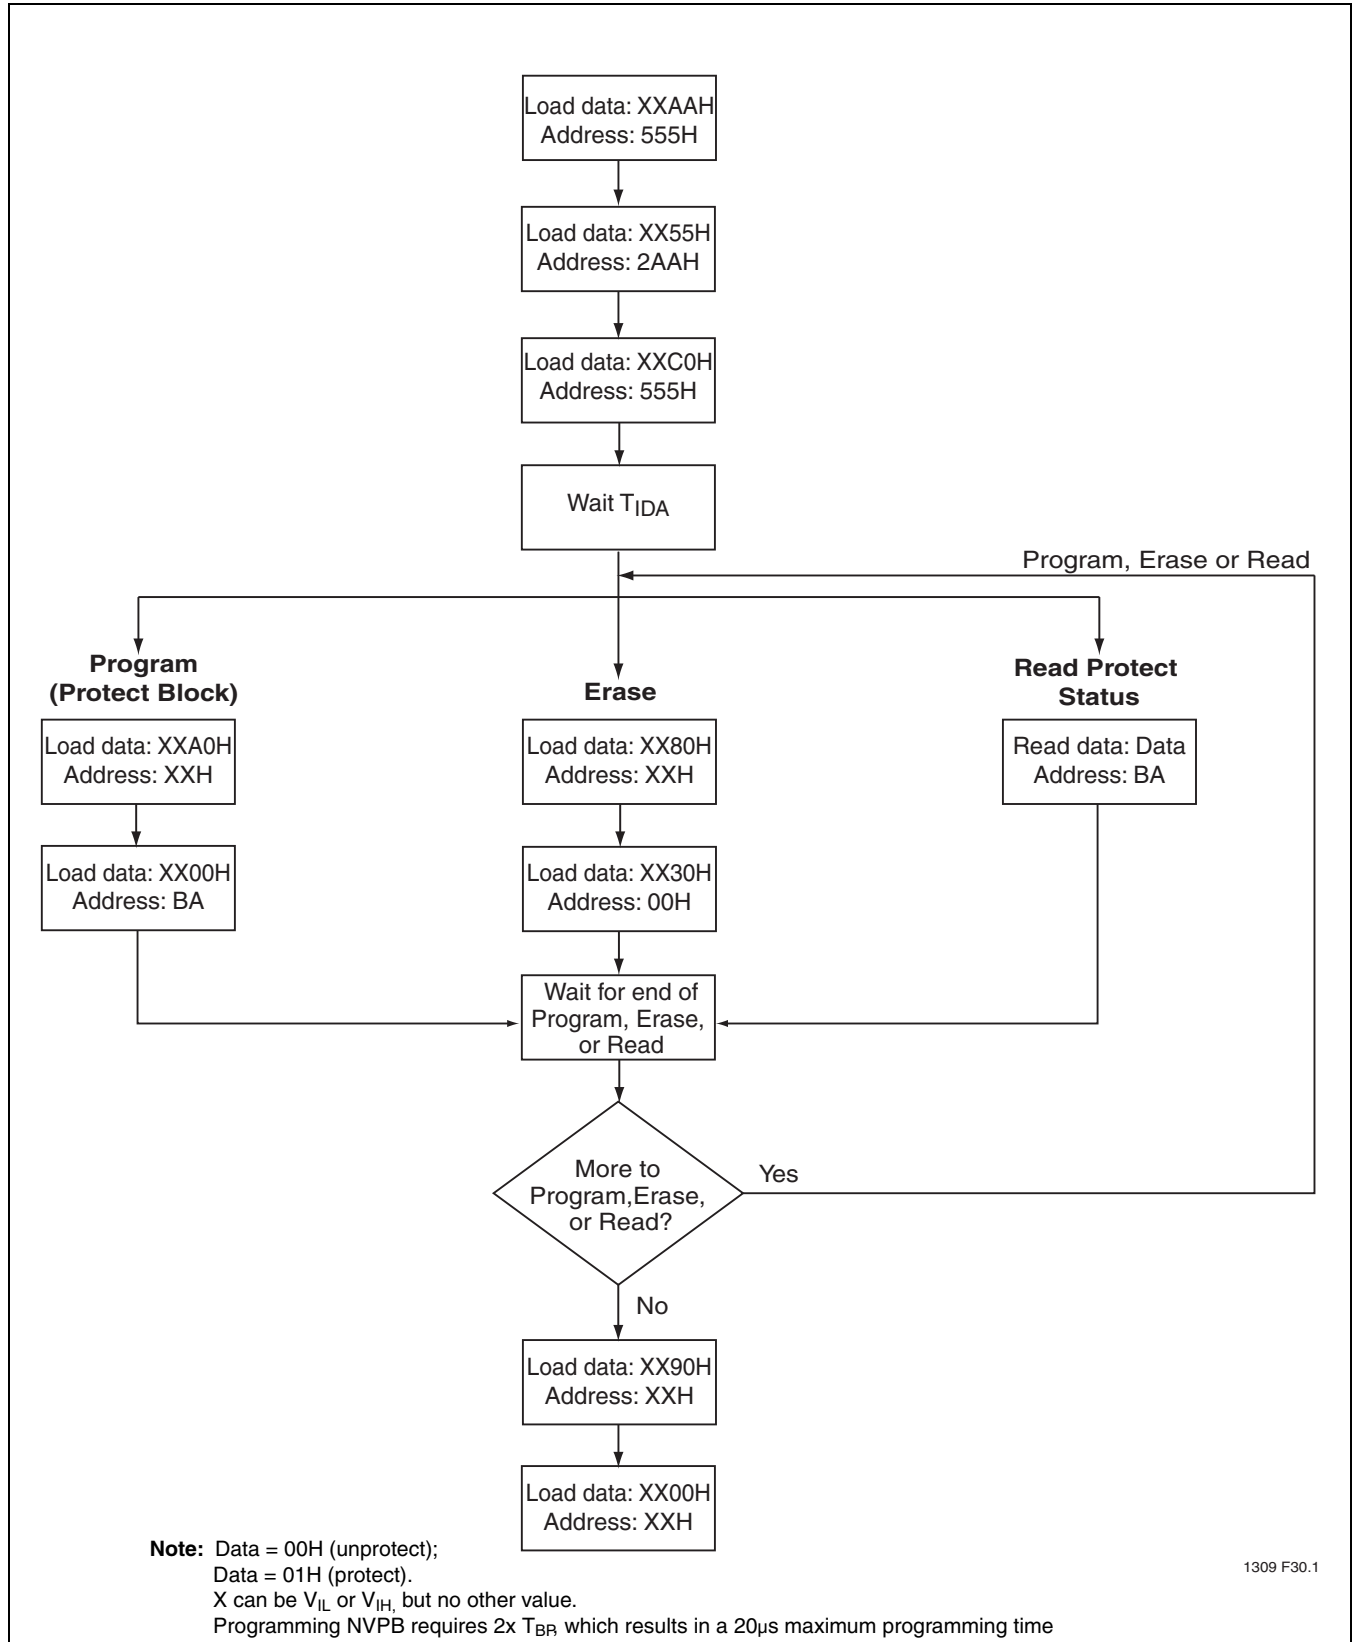 Load data: XXAAH
Address: 555H
Load data: XX55H
Address: 2AAH
Load data: XXC0H
Address: 555H
Wait TIDA
Program, Erase or Read
Program
(Protect Block)
Load data: XXA0H
Address: XXH
Load data: XX00H
Address: BA
Erase
Load data: XX80H
Address: XXH
Load data: XX30H
Address: 00H
Read Protect
Status
Read data: Data
Address: BA
Wait for end of
Program, Erase,
or Read
More to
Program,Erase,
or Read?
Yes
No
Load data: XX90H
Address: XXH
Load data: XX00H
Address: XXH
Note: Data = 00H (unprotect);
Data = 01H (protect).
X can be VIL or VIH, but no other value.
Programming NVPB requires 2x TBP, which results in a 20µs maximum programming time
1309 F30.1